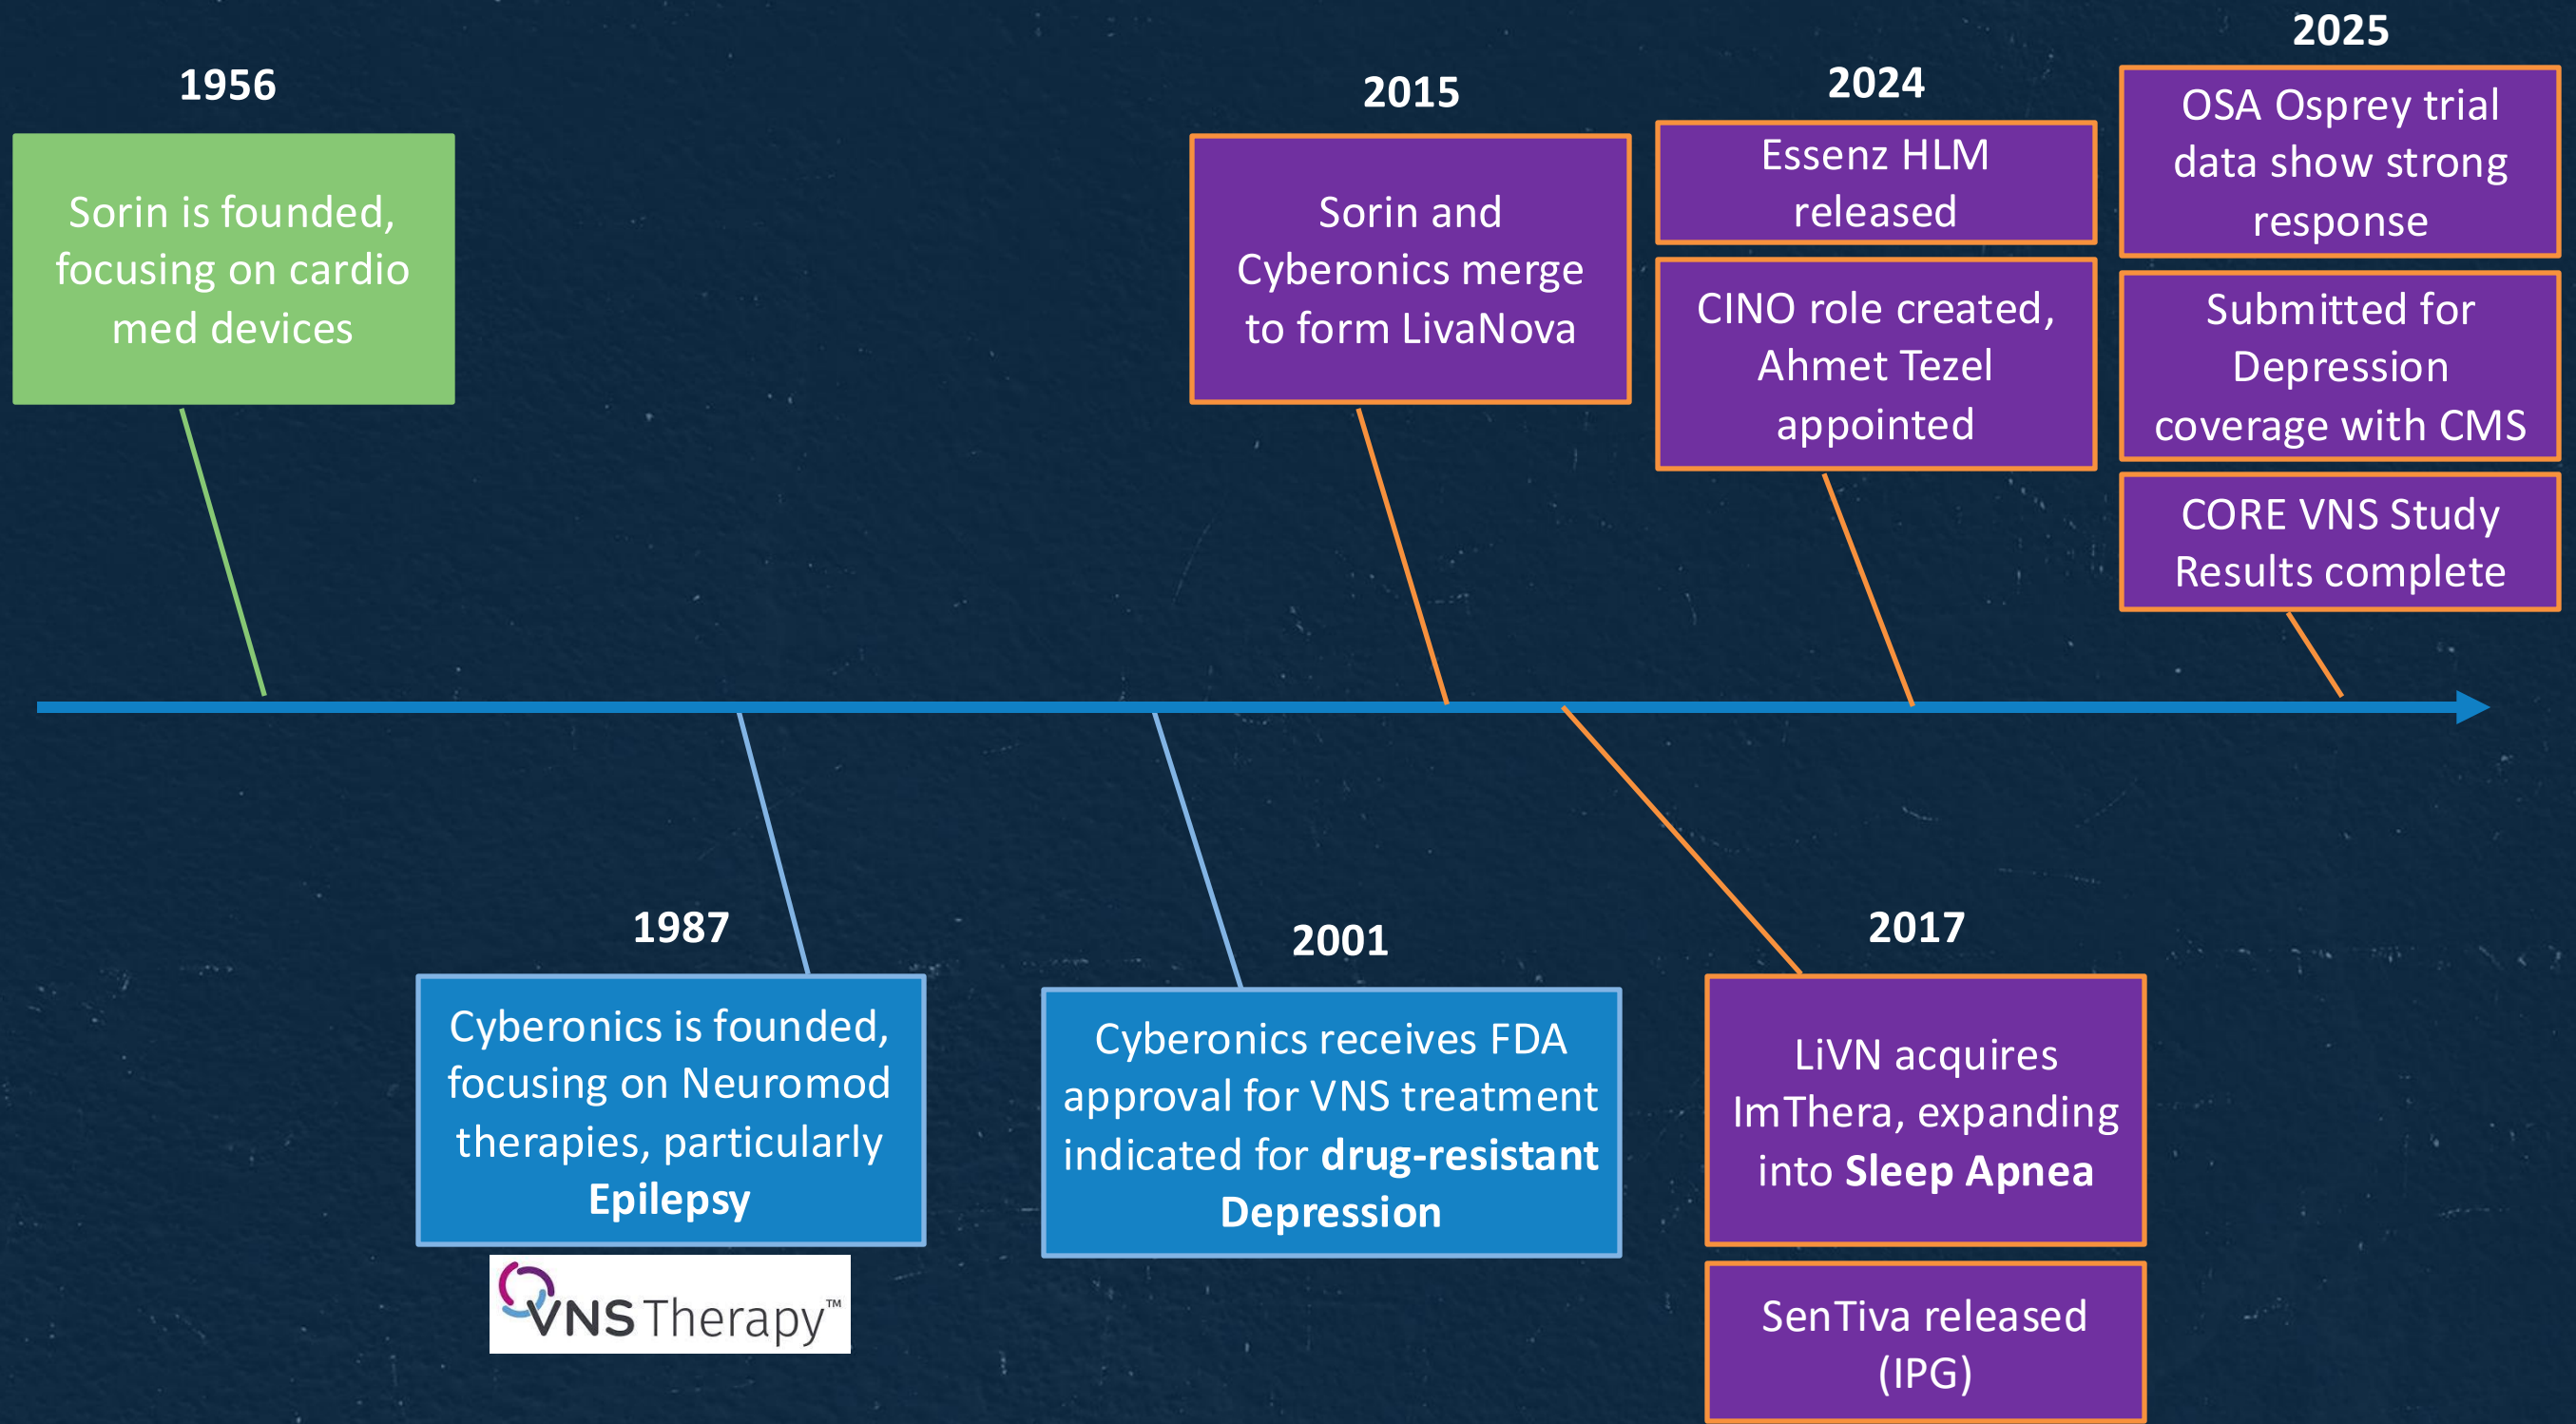 1956
Sorin is founded,
focusing on cardio
med devices
2015
Sorin and
Cyberonics merge
to form LivaNova
2024
Essenz HLM
released
CINO role created,
Ahmet Tezel
appointed
2025
OSA Osprey trial
data show strong
response
Submitted for
Depression
coverage with CMS
CORE VNS Study
Results complete
1987
Cyberonics is founded,
focusing on Neuromod
therapies, particularly
Epilepsy
VNS Therapy™
2001
Cyberonics receives FDA
approval for VNS treatment
indicated for drug-resistant
Depression
2017
LiVN acquires
ImThera, expanding
into Sleep Apnea
SenTiva released
(IPG)